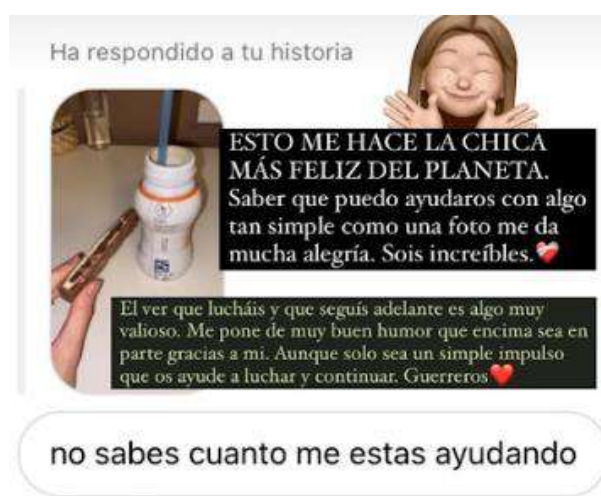 Ha respondido a tu historia
ESTO ME HACE LA CHICA
MÁS FELIZ DEL PLANETA.
Saber que puedo ayudaros con algo
tan simple como una foto me da
mucha alegría. Sois increíbles.❤️‍🩹
El ver que lucháis y que seguís adelante es algo muy
valioso. Me pone de muy buen humor que encima sea en
parte gracias a mi. Aunque solo sea un simple impulso
que os ayude a luchar y continuar. Guerreros❤️
no sabes cuanto me estas ayudando